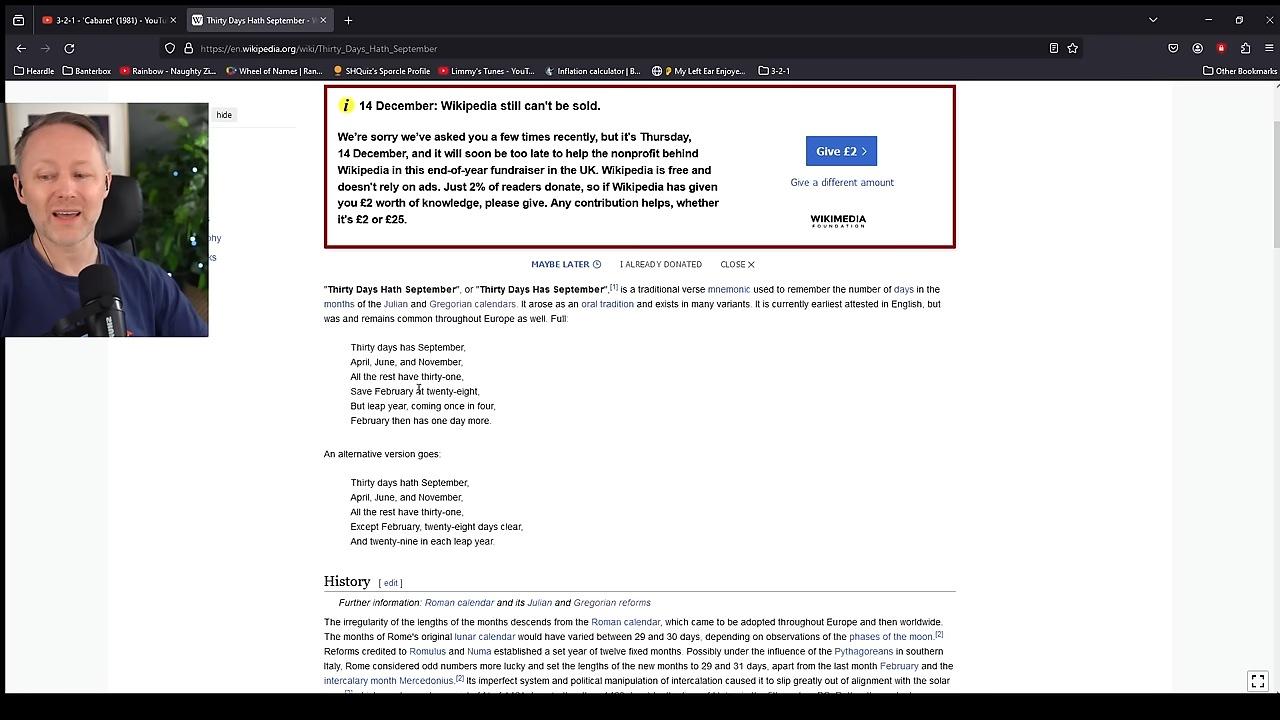 3-2-1 - 'Cabaret' (1981) - YouTu
Thirty Days Hath September - W
https://en.wikipedia.org/wiki/Thirty_Days_Hath_September
Heardle
Banterbox
Rainbow - Naughty Zi...
Wheel of Names | Ran...
SHQuiz's Sporcle Profile
Limmy's Tunes - YouT...
Inflation calculator | B...
My Left Ear Enjoye...
3-2-1
Other Bookmarks
hide
14 December: Wikipedia still can't be sold.
We're sorry we've asked you a few times recently, but it's Thursday,
14 December, and it will soon be too late to help the nonprofit behind
Wikipedia in this end-of-year fundraiser in the UK. Wikipedia is free and
doesn't rely on ads. Just 2% of readers donate, so if Wikipedia has given
you £2 worth of knowledge, please give. Any contribution helps, whether
it's £2 or £25.
Give £2
Give a different amount
WIKIMEDIA
FOUNDATION
MAYBE LATER
I ALREADY DONATED
CLOSE
phy
ks
"Thirty Days Hath September", or "Thirty Days Has September",[1] is a traditional verse mnemonic used to remember the number of days in the
months of the Julian and Gregorian calendars. It arose as an oral tradition and exists in many variants. It is currently earliest attested in English, but
was and remains common throughout Europe as well. Full:
Thirty days has September,
April, June, and November,
All the rest have thirty-one,
Save February at twenty-eight,
But leap year, coming once in four,
February then has one day more.
An alternative version goes:
Thirty days hath September,
April, June, and November,
All the rest have thirty-one,
Except February, twenty-eight days clear,
And twenty-nine in each leap year.
History [ edit ]
Further information: Roman calendar and its Julian and Gregorian reforms
The irregularity of the lengths of the months descends from the Roman calendar, which came to be adopted throughout Europe and then worldwide.
The months of Rome's original lunar calendar would have varied between 29 and 30 days, depending on observations of the phases of the moon.[2]
Reforms credited to Romulus and Numa established a set year of twelve fixed months. Possibly under the influence of the Pythagoreans in southern
Italy, Rome considered odd numbers more lucky and set the lengths of the new months to 29 and 31 days, apart from the last month February and the
intercalary month Mercedonius.[2] Its imperfect system and political manipulation of intercalation caused it to slip greatly out of alignment with the solar